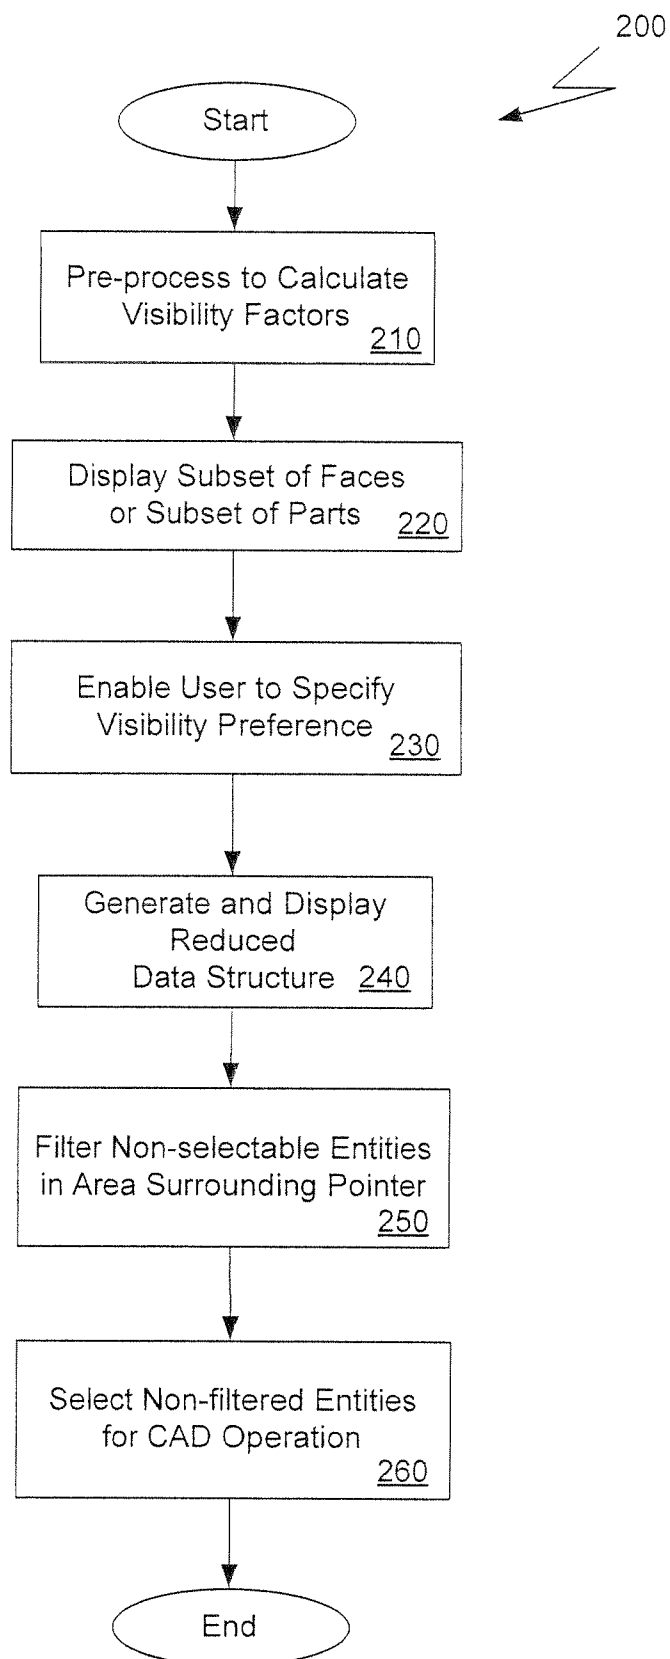 200
Start
Pre-process to Calculate
Visibility Factors
210
Display Subset of Faces
or Subset of Parts
220
Enable User to Specify
Visibility Preference
230
Generate and Display
Reduced
Data Structure 240
Filter Non-selectable Entities
in Area Surrounding Pointer
250
Select Non-filtered Entities
for CAD Operation
260
End